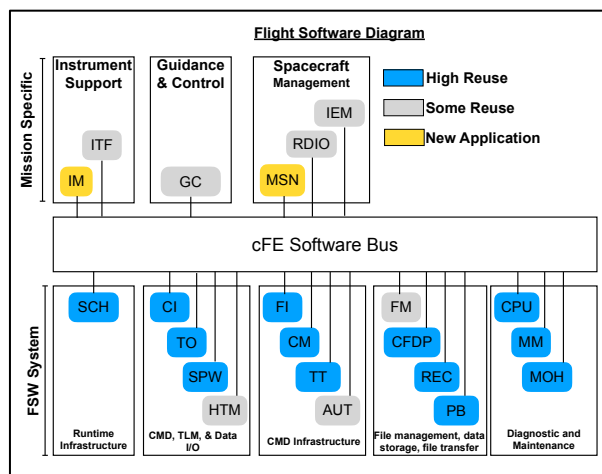 Flight Software Diagram
Mission Specific
Instrument
Support
ITF
IM
Guidance
& Control
GC
Spacecraft
Management
IEM
RDIO
MSN
High Reuse
Some Reuse
New Application
cFE Software Bus
FSW System
SCH
Runtime
Infrastructure
CI
TO
SPW
HTM
CMD, TLM, & Data
I/O
FI
CM
TT
AUT
CMD Infrastructure
FM
CFDP
REC
PB
File management, data
storage, file transfer
CPU
MM
MOH
Diagnostic and
Maintenance